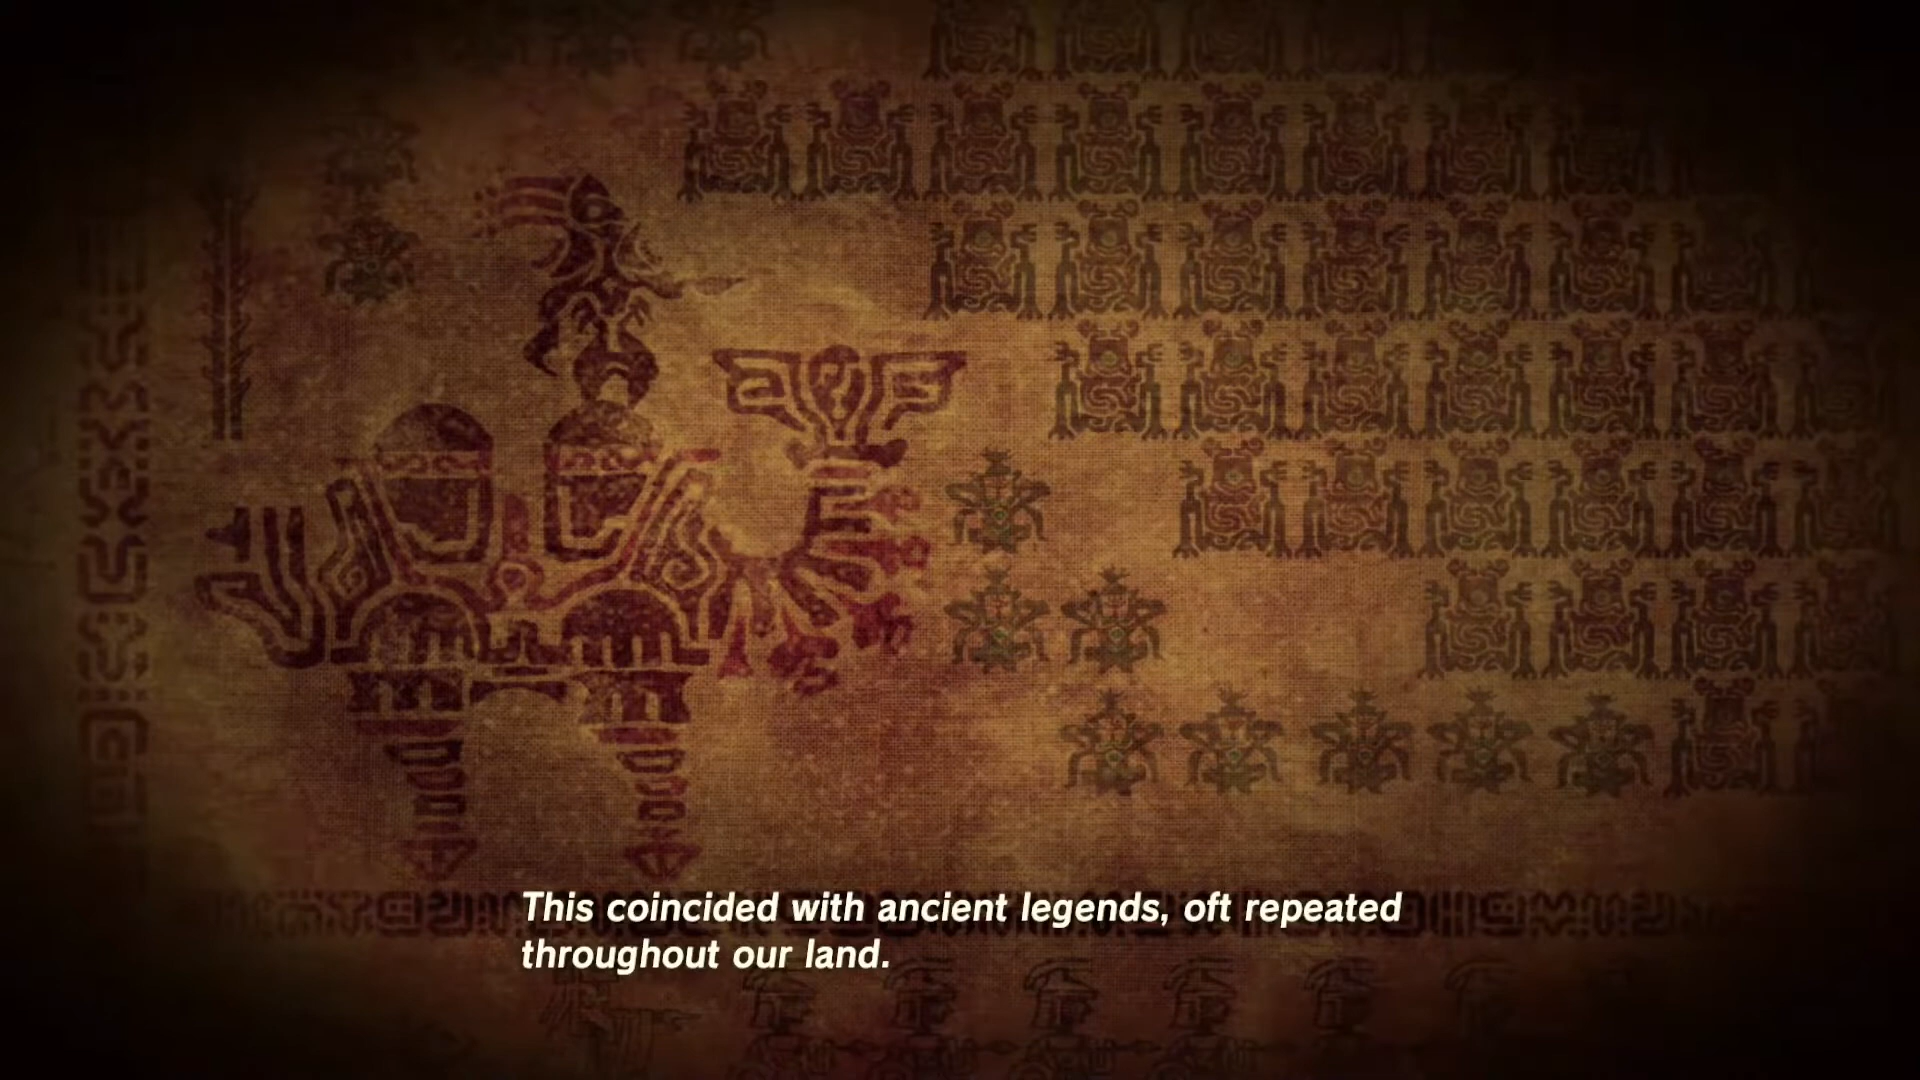 This coincided with ancient legends, oft repeated
throughout our land.